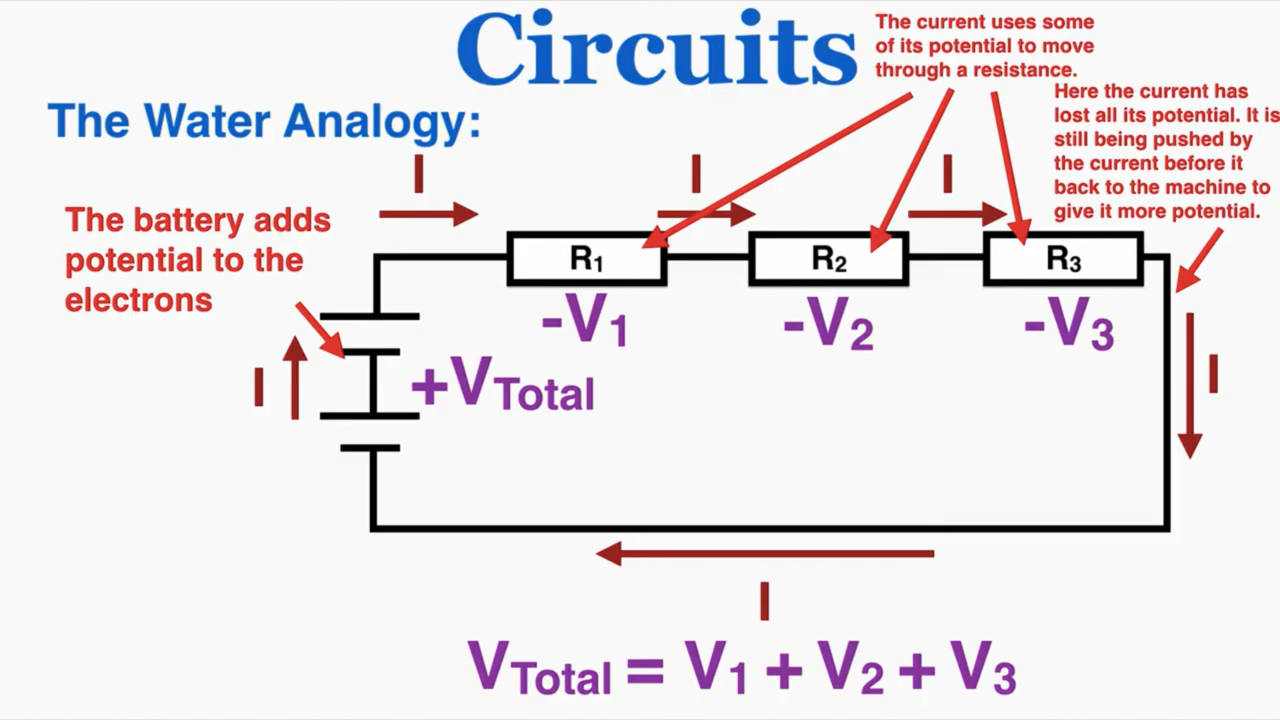 Circuits
The current uses some
of its potential to move
through a resistance.
Here the current has
lost all its potential. It is
still being pushed by
the current before it
back to the machine to
give it more potential.
The Water Analogy:
I
I
I
The battery adds
potential to the
electrons
R1
R2
R3
-V1
-V2
-V3
I
+VTotal
I
I
VTotal = V1 + V2 + V3